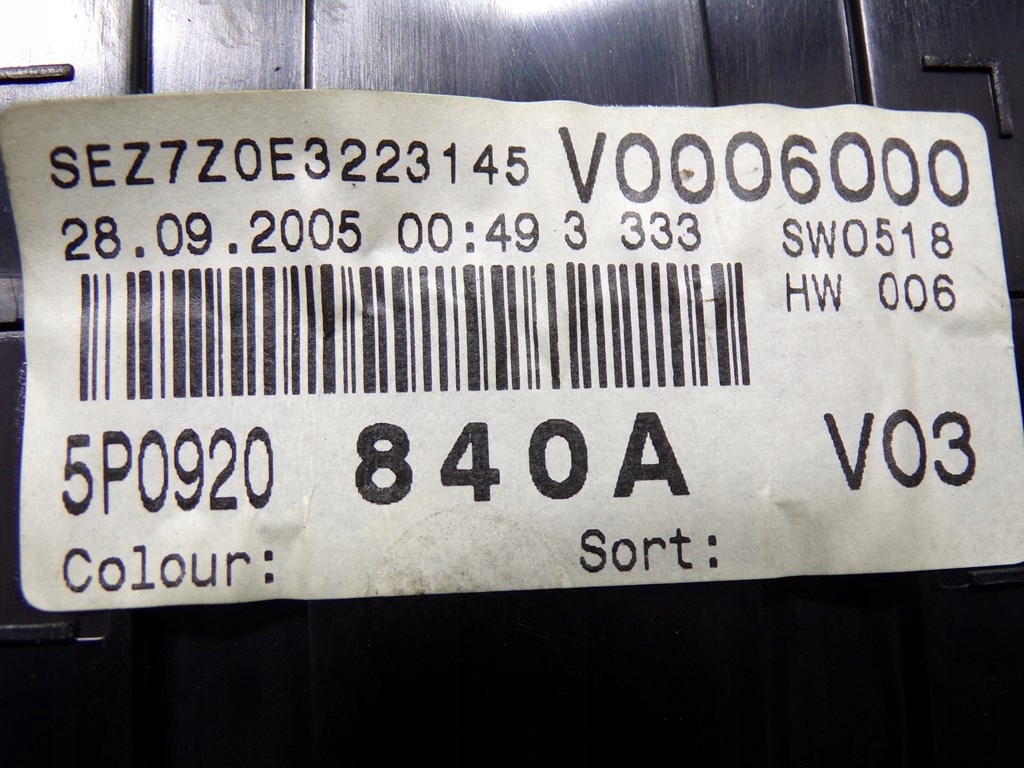 SEZ7Z0E3223145 V0006000
28.09.2005 00:49 3 333 SW0518
HW 006
5P0920 840A V03
Colour: Sort: